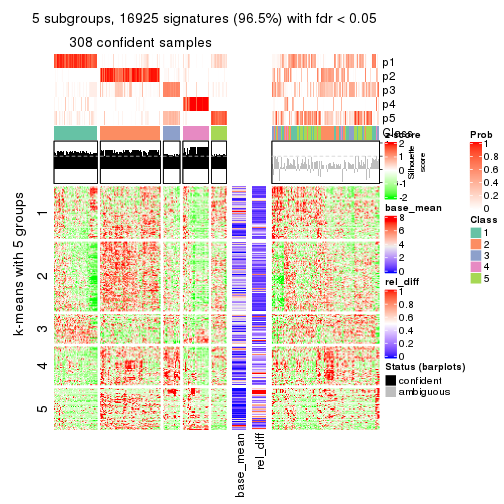 5 subgroups, 16925 signatures (96.5%) with fdr < 0.05
308 confident samples
p1
p2
p3
p4
p5
Class
Silhouette
score
k-means with 5 groups
1
2
3
4
5
base_mean
rel_diff
z-score
2
1
0
-1
-2
base_mean
8
6
4
2
0
rel_diff
1
0.8
0.6
0.4
0.2
0
Status (barplots)
confident
ambiguous
Prob
1
0.8
0.6
0.4
0.2
0
Class
1
2
3
4
5